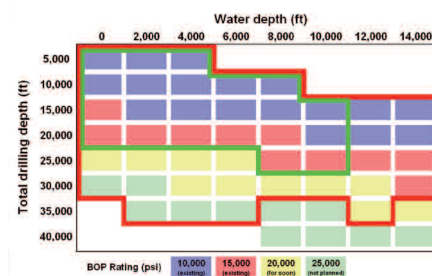 Water depth (ft)
0 2,000 4,000 6,000 8,000 10,000 12,000 14,000
Total drilling depth (ft)
5,000
10,000
15,000
20,000
25,000
30,000
35,000
40,000
BOP Rating (psi)
10,000 15,000 20,000 25,000
(existing) (existing) (for soon) (not planned)